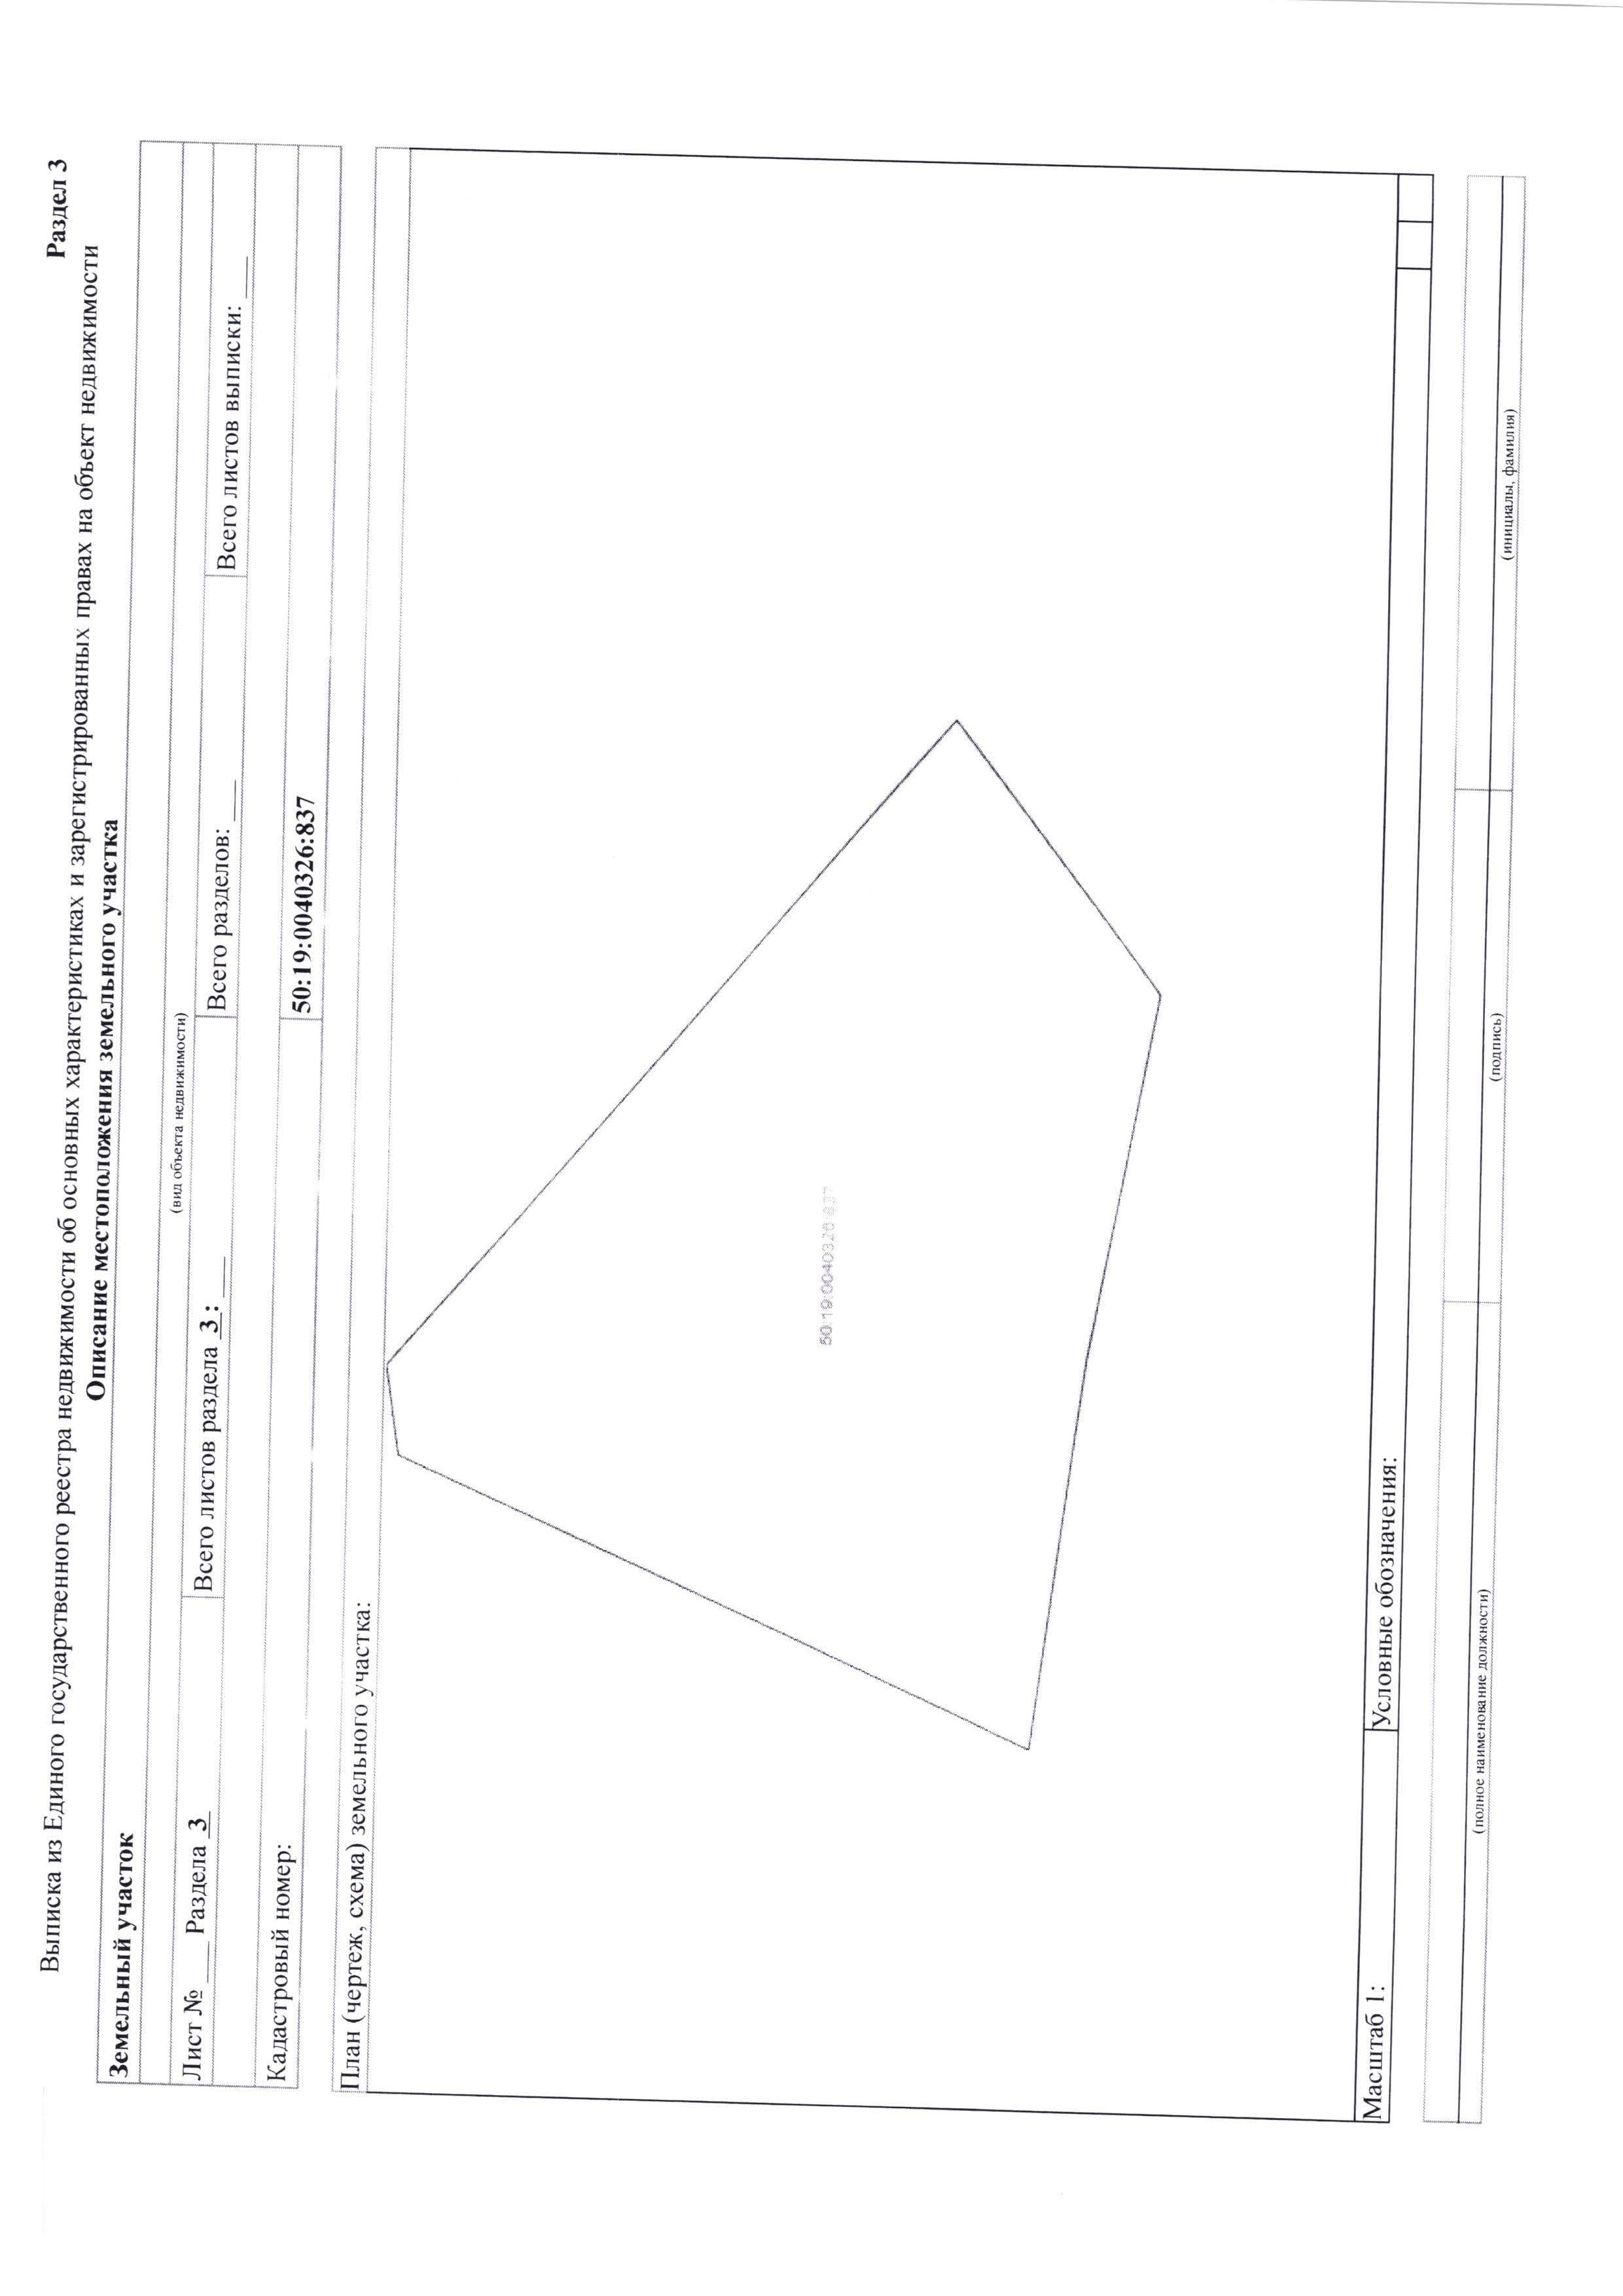 Раздел 3
Выписка из Единого государственного реестра недвижимости об основных характеристиках и зарегистрированных правах на объект недвижимости
Описание местоположения земельного участка
Земельный участок
(вид объекта недвижимости)
Лист № ___ Раздела 3 Всего листов раздела 3 : ___ Всего разделов: ___ Всего листов выписки: ___
Кадастровый номер: 50:19:0040326:837
План (чертеж, схема) земельного участка:
50:19:0040326:837
Масштаб 1: Условные обозначения:
(полное наименование должности) (подпись) (инициалы, фамилия)